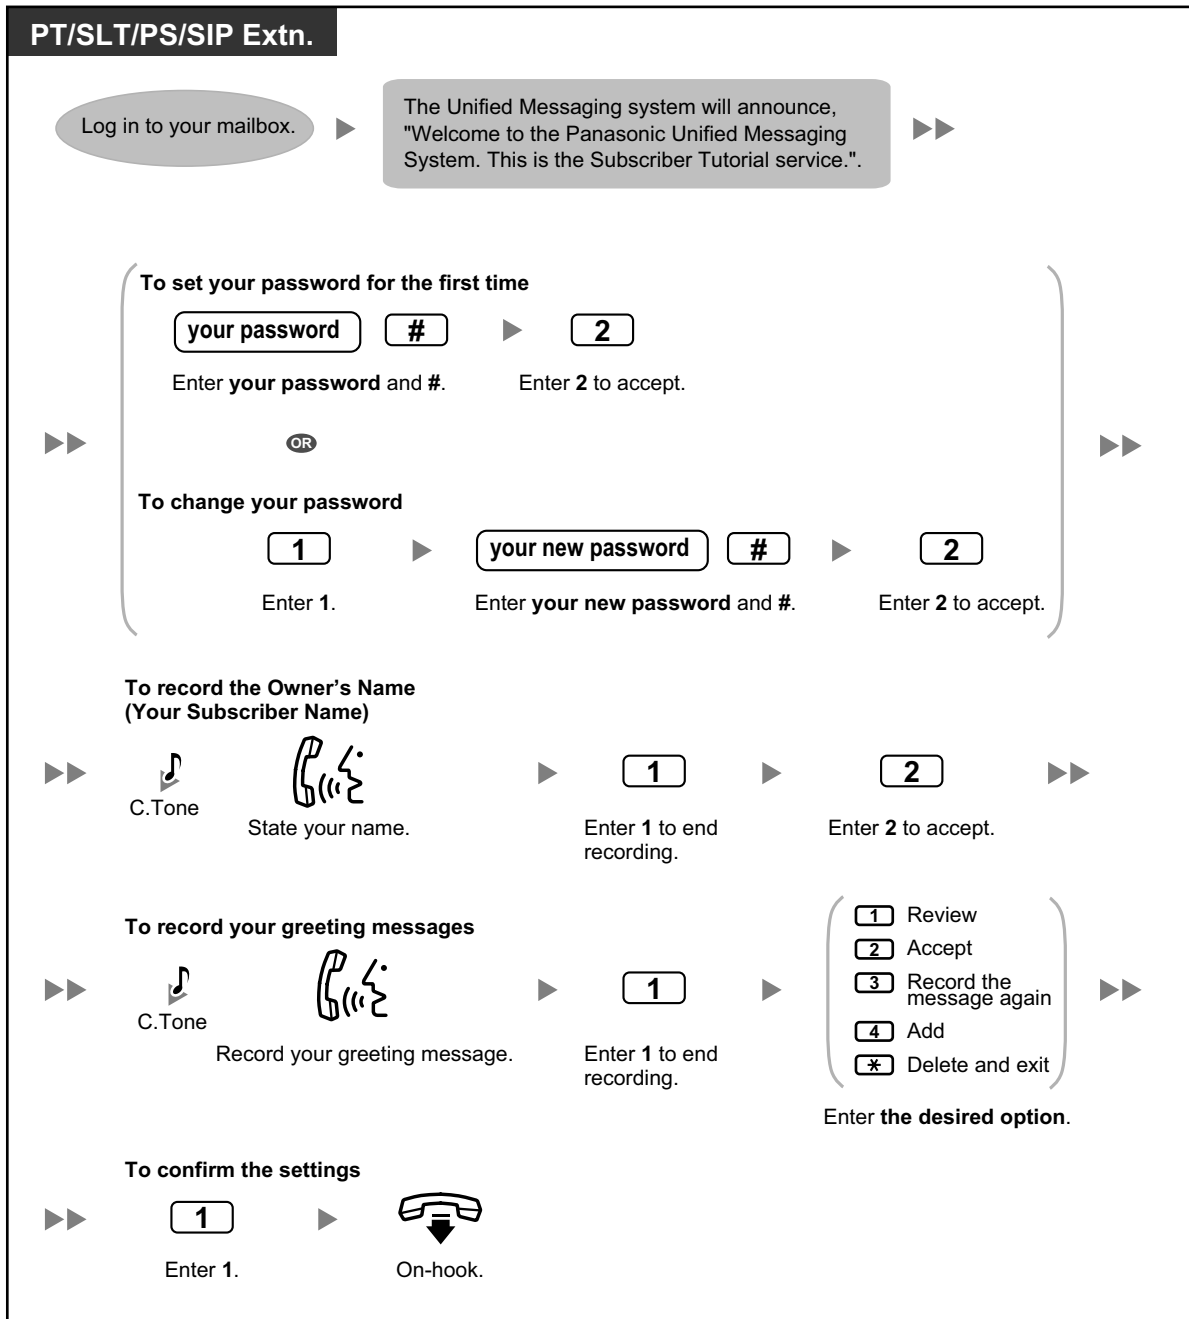 PT/SLT/PS/SIP Extn.
Log in to your mailbox.
The Unified Messaging system will announce,
"Welcome to the Panasonic Unified Messaging
System. This is the Subscriber Tutorial service.".
To set your password for the first time
your password # 2
Enter your password and #. Enter 2 to accept.
OR
To change your password
1 your new password # 2
Enter 1. Enter your new password and #. Enter 2 to accept.
To record the Owner's Name
(Your Subscriber Name)
1 2
C.Tone
State your name.
Enter 1 to end
recording.
Enter 2 to accept.
To record your greeting messages
C.Tone
Record your greeting message.
1
Enter 1 to end
recording.
1 Review
2 Accept
3 Record the
message again
4 Add
* Delete and exit
Enter the desired option.
To confirm the settings
1
Enter 1. On-hook.